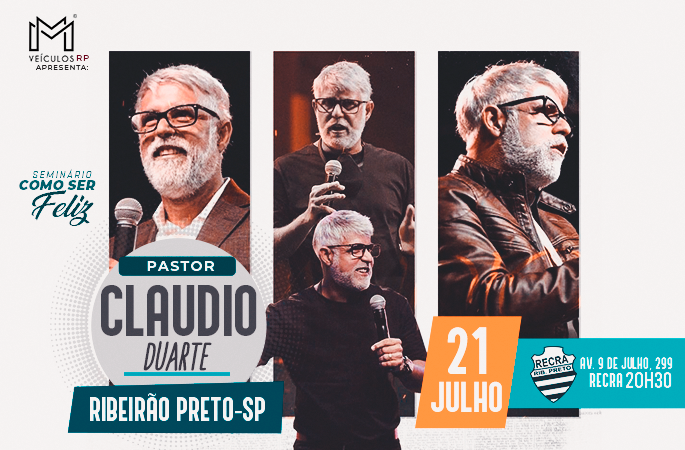 M
VEÍCULOS RP
APRESENTA:
SEMINÁRIO
COMO SER
Feliz
PASTOR
CLAUDIO
DUARTE
RIBEIRÃO PRETO-SP
21
JULHO
RECRA
RIB. PRETO
AV. 9 DE JULHO, 299
RECRA 20H30